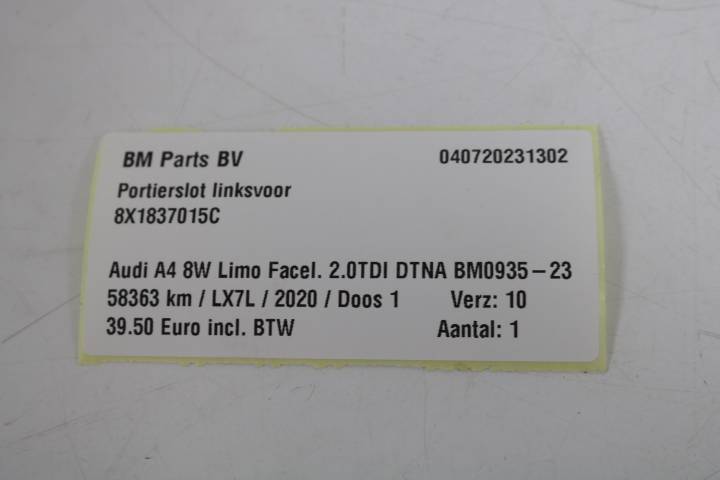 BM Parts BV 040720231302
Portierslot linksvoor
8X1837015C
Audi A4 8W Limo Facel. 2.0TDI DTNA BM0935-23
58363 km / LX7L / 2020 / Doos 1 Verz: 10
39.50 Euro incl. BTW Aantal: 1